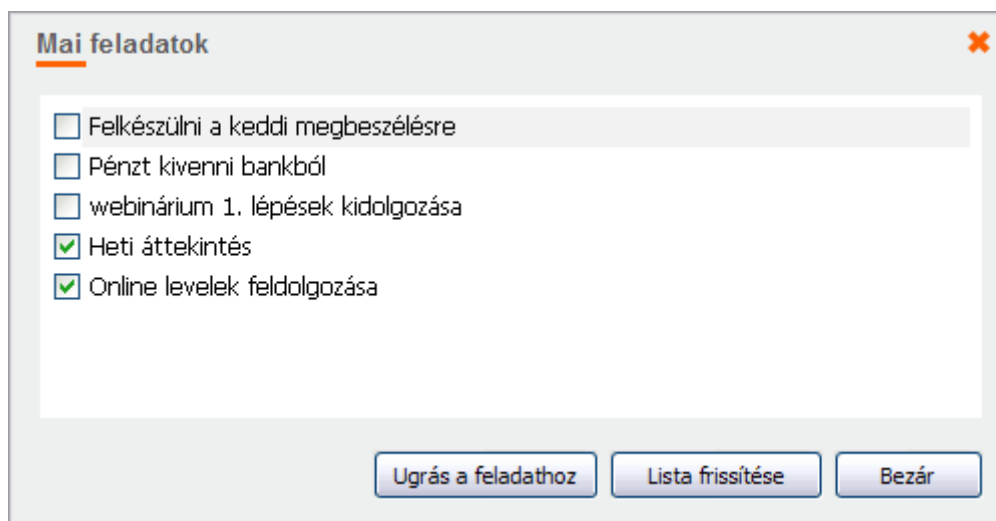 Mai feladatok
Felkészülni a keddi megbeszélésre
Pénzt kivenni bankból
webinárium 1. lépések kidolgozása
Heti áttekintés
Online levelek feldolgozása
Ugrás a feladathoz Lista frissítése Bezár